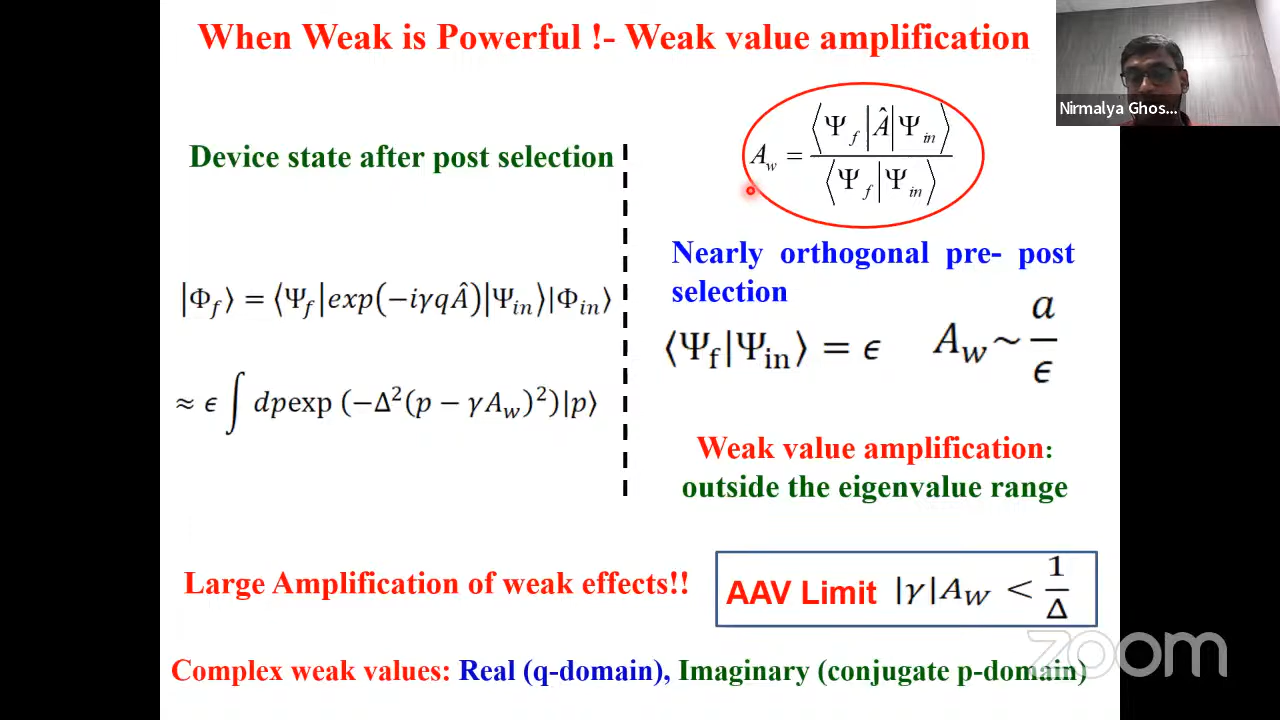 When Weak is Powerful !- Weak value amplification
Nirmalya Ghos...
Device state after post selection
A_w = ⟨Ψ_f|Â|Ψ_in⟩ / ⟨Ψ_f|Ψ_in⟩
Nearly orthogonal pre- post
selection
|Φ_f⟩ = ⟨Ψ_f|exp(−iγqÂ)|Ψ_in⟩|Φ_in⟩
⟨Ψ_f|Ψ_in⟩ = ϵ A_w~ a/ϵ
≈ ϵ ∫ dpexp (−Δ²(p − γA_w)²)|p⟩
Weak value amplification:
outside the eigenvalue range
Large Amplification of weak effects!!
AAV Limit |γ|A_W < 1/Δ
zoom
Complex weak values: Real (q-domain), Imaginary (conjugate p-domain)